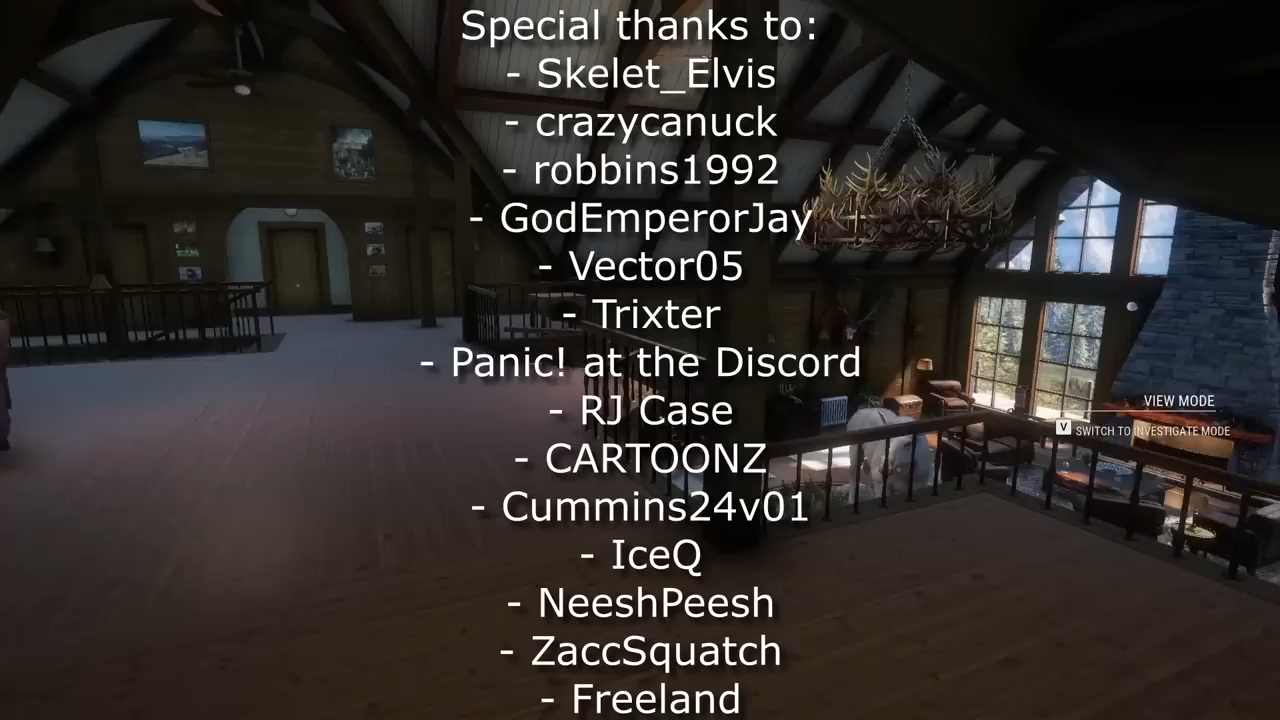 Special thanks to:
- Skelet_Elvis
- crazycanuck
- robbins1992
- GodEmperorJay
- Vector05
- Trixter
- Panic! at the Discord
- RJ Case
- CARTOONZ
- Cummins24v01
- IceQ
- NeeshPeesh
- ZaccSquatch
- Freeland
VIEW MODE
V SWITCH TO INVESTIGATE MODE